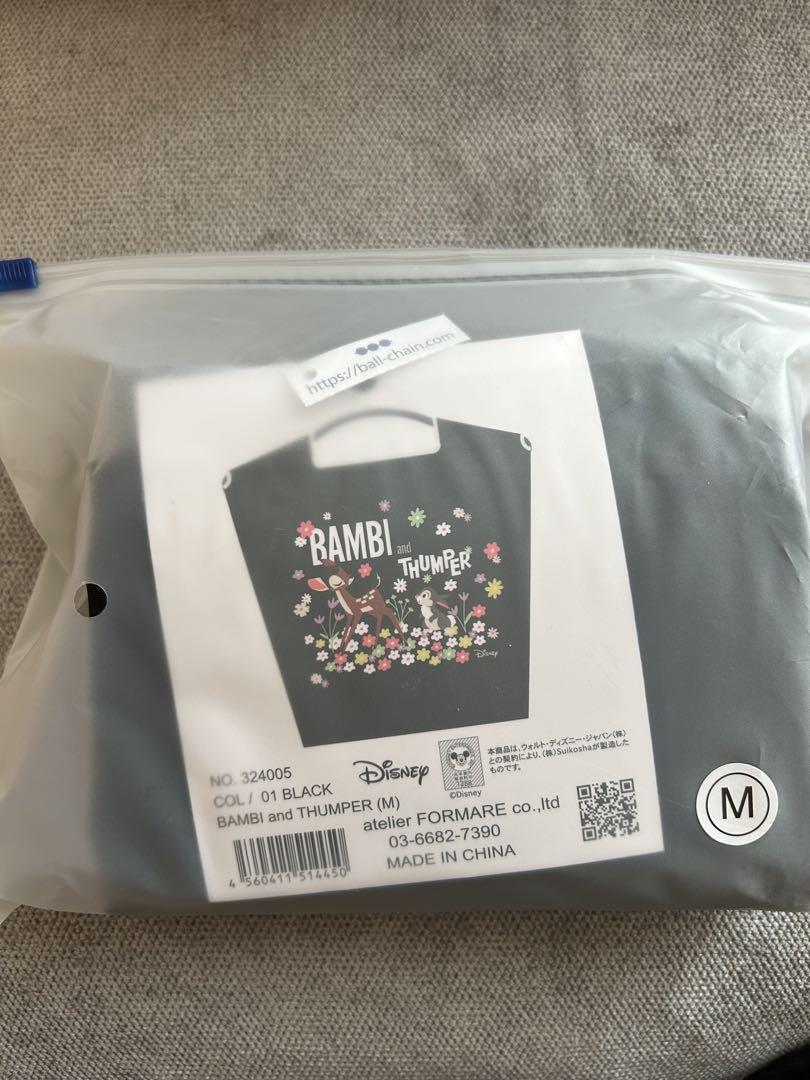 https://ball-chain.com
BAMBI and
THUMPER
Disney
NO. 324005
COL / 01 BLACK
BAMBI and THUMPER (M)
4 560411 514450
Disney
©Disney
本商品は、ウォルト・ディズニー・ジャパン(株)
との契約により、(株)Suikoshaが製造した
ものです。
atelier FORMARE co.,ltd
03-6682-7390
MADE IN CHINA
M